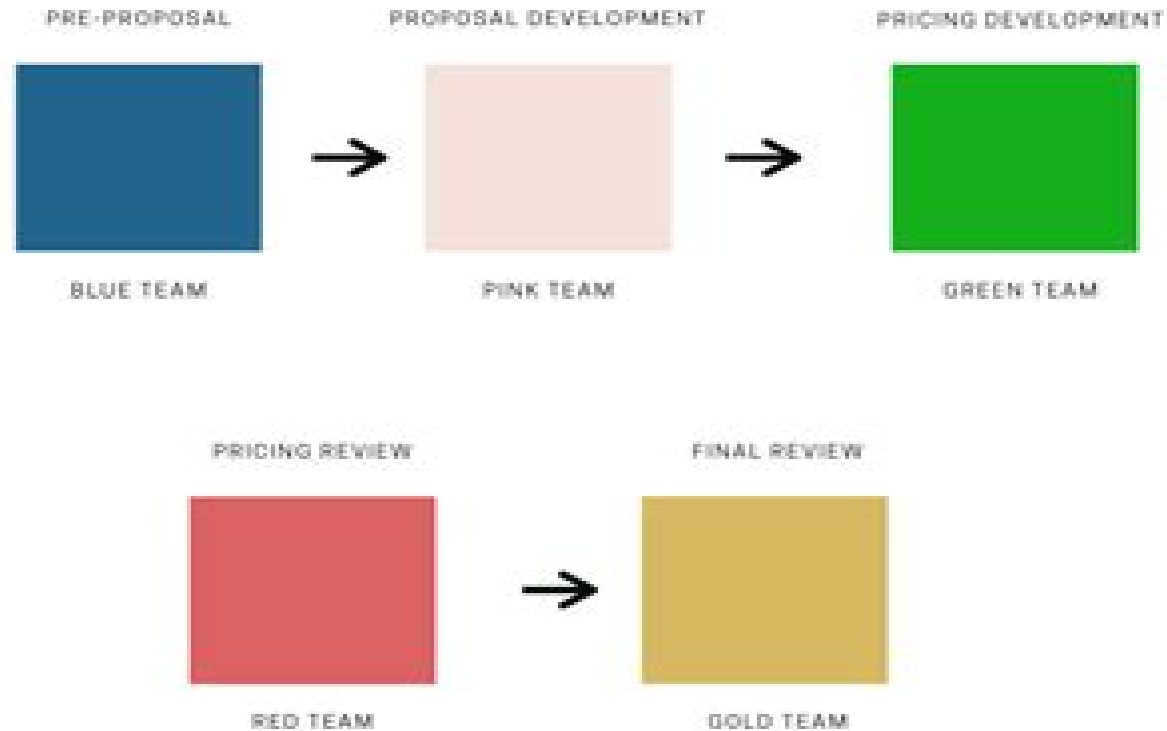 PRE-PROPOSAL
PROPOSAL DEVELOPMENT
PRICING DEVELOPMENT
BLUE TEAM
PINK TEAM
GREEN TEAM
PRICING REVIEW
FINAL REVIEW
RED TEAM
GOLD TEAM